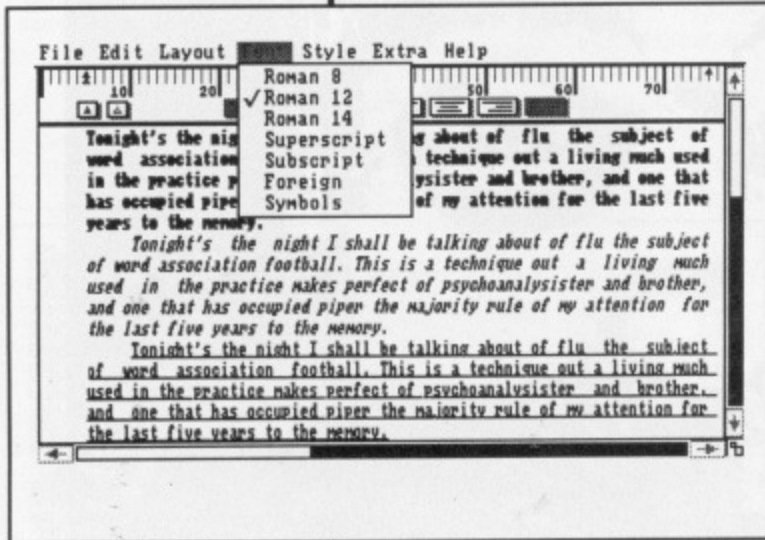 File Edit Layout Font Style Extra Help
10 20 50 60 70
Roman 8
✓Roman 12
Roman 14
Superscript
Subscript
Foreign
Symbols
Tonight's the nig g about of flu the subject of
word association technique out a living much used
in the practice p ysister and brother, and one that
has occupied pipe of my attention for the last five
years to the memory.
Tonight's the night I shall be talking about of flu the subject
of word association football. This is a technique out a living much
used in the practice makes perfect of psychoanalysister and brother,
and one that has occupied piper the majority rule of my attention for
the last five years to the memory.
Tonight's the night I shall be talking about of flu the subject
of word association football. This is a technique out a living much
used in the practice makes perfect of psychoanalysister and brother,
and one that has occupied piper the majority rule of my attention for
the last five years to the memory.